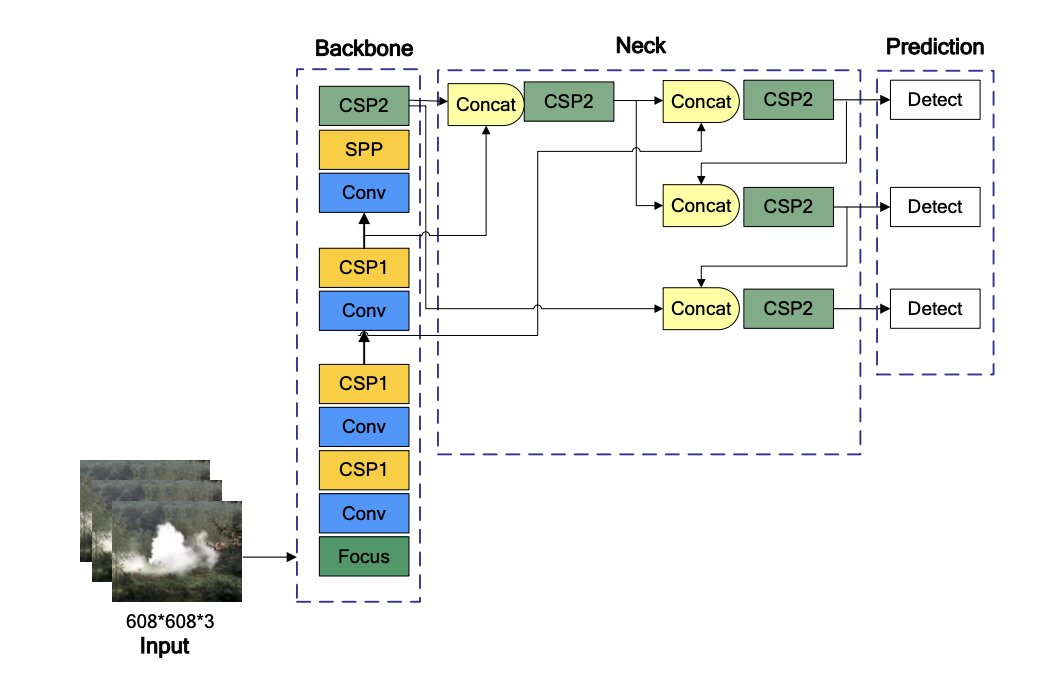 Backbone
Neck
Prediction
CSP2
SPP
Conv
CSP1
Conv
CSP1
Conv
CSP1
Conv
Focus
Concat
CSP2
Concat
CSP2
Concat
CSP2
Concat
CSP2
Detect
Detect
Detect
608*608*3
Input